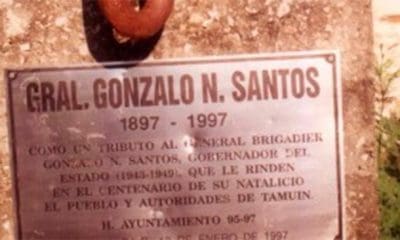 GRAL. GONZALO N. SANTOS
1897 - 1997
COMO UN TRIBUTO AL GENERAL BRIGADIER
GONZALO N. SANTOS, GOBERNADOR DEL
ESTADO (1943-1949), QUE LE RINDEN
EN EL CENTENARIO DE SU NATALICIO
EL PUEBLO Y AUTORIDADES DE TAMUIN.
H. AYUNTAMIENTO 95-97
DE ENERO DE 1997